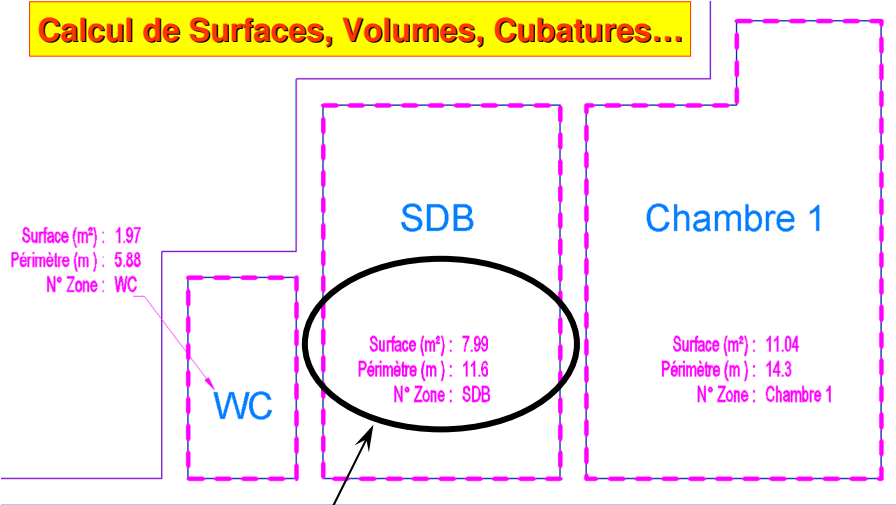 Calcul de Surfaces, Volumes, Cubatures…
SDB
Chambre 1
Surface (m²) : 1.97
Périmètre (m ) : 5.88
N° Zone : WC
WC
Surface (m²) : 7.99
Périmètre (m ) : 11.6
N° Zone : SDB
Surface (m²) : 11.04
Périmètre (m ) : 14.3
N° Zone : Chambre 1